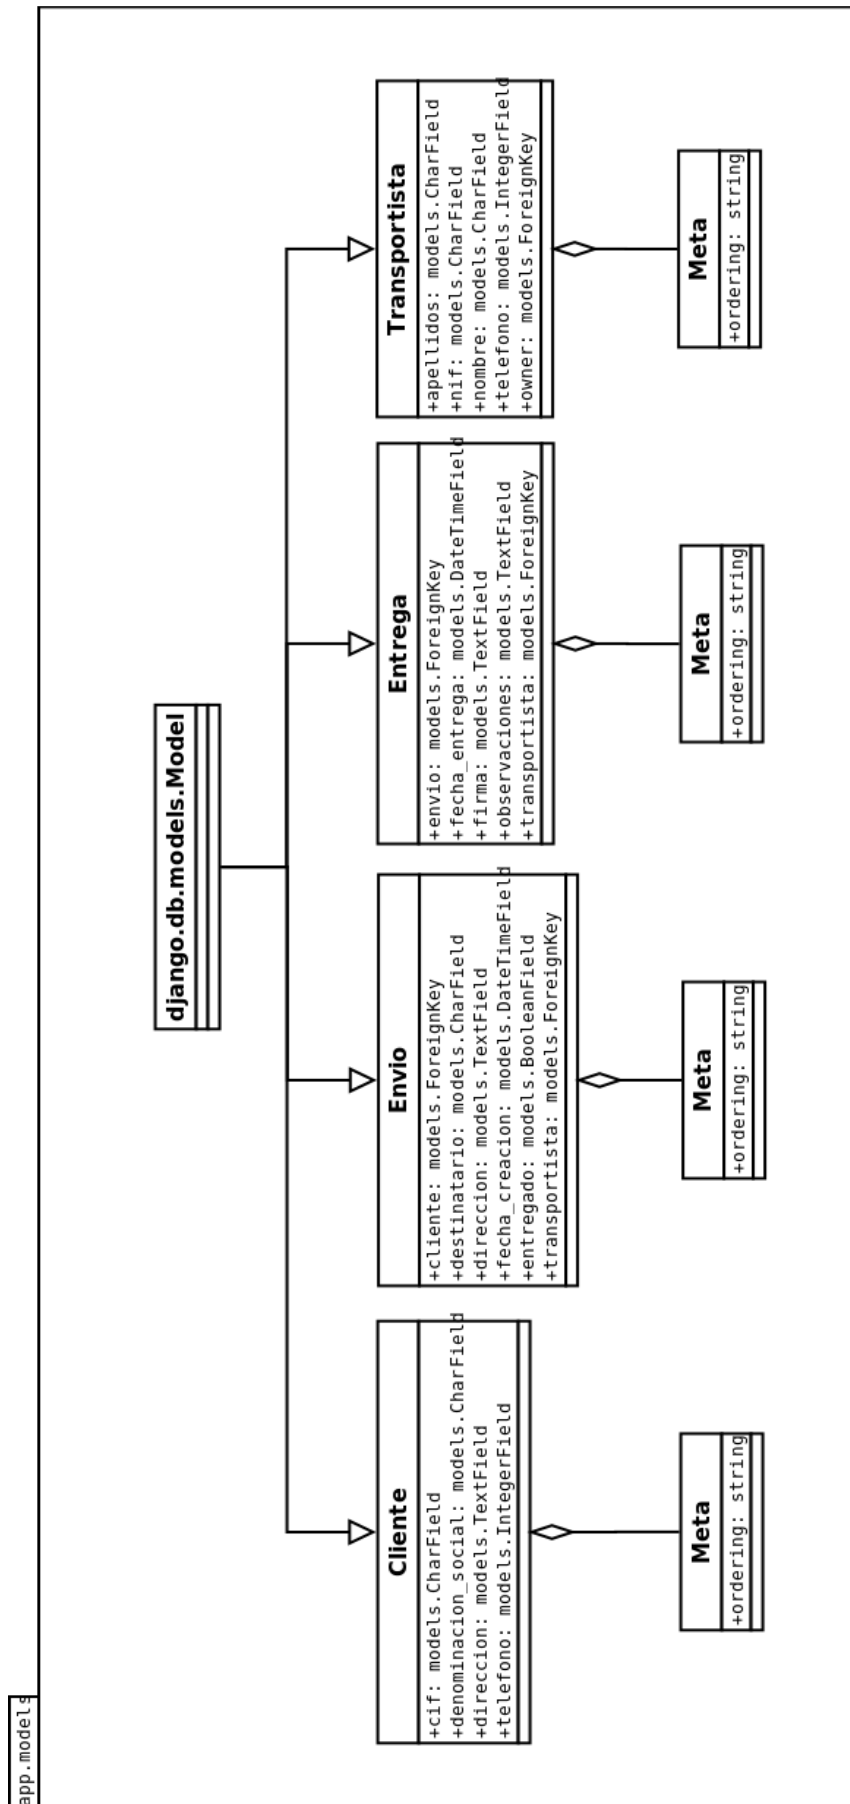 app.models
django.db.models.Model
Cliente
+cif: models.CharField
+denominacion_social: models.CharField
+direccion: models.TextField
+telefono: models.IntegerField
Envio
+cliente: models.ForeignKey
+destinatario: models.CharField
+direccion: models.TextField
+fecha_creacion: models.DateTimeField
+entregado: models.BooleanField
+transportista: models.ForeignKey
Entrega
+envio: models.ForeignKey
+fecha_entrega: models.DateTimeField
+firma: models.TextField
+observaciones: models.TextField
+transportista: models.ForeignKey
Transportista
+apellidos: models.CharField
+nif: models.CharField
+nombre: models.CharField
+telefono: models.IntegerField
+owner: models.ForeignKey
Meta
+ordering: string
Meta
+ordering: string
Meta
+ordering: string
Meta
+ordering: string